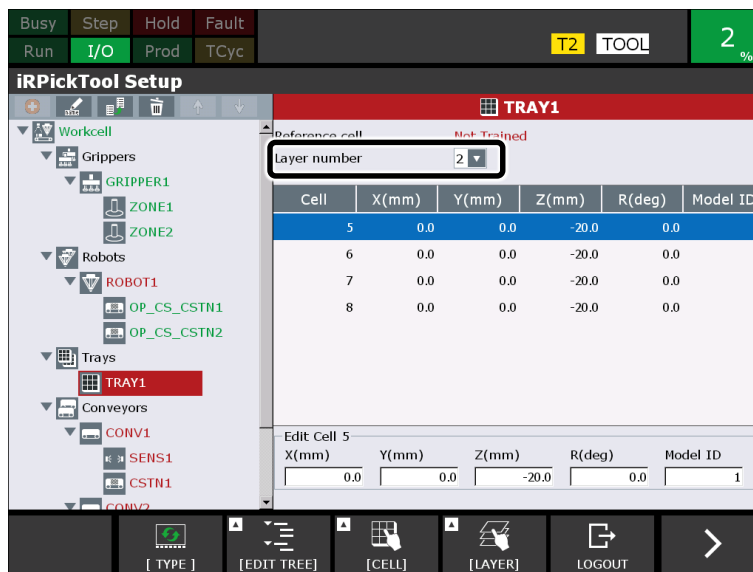 Busy Step Hold Fault
Run I/O Prod TCyc
T2 TOOL 2 %
iRPickTool Setup
TRAY1
Workcell
Grippers
GRIPPER1
ZONE1
ZONE2
Robots
ROBOT1
OP_CS_CSTN1
OP_CS_CSTN2
Trays
TRAY1
Conveyors
CONV1
SENS1
CSTN1
CONV2
Reference cell Not Trained
Layer number 2
Cell X(mm) Y(mm) Z(mm) R(deg) Model ID
5 0.0 0.0 -20.0 0.0
6 0.0 0.0 -20.0 0.0
7 0.0 0.0 -20.0 0.0
8 0.0 0.0 -20.0 0.0
Edit Cell 5
X(mm) Y(mm) Z(mm) R(deg) Model ID
0.0 0.0 -20.0 0.0 1
[ TYPE ] [EDIT TREE] [CELL] [LAYER] LOGOUT